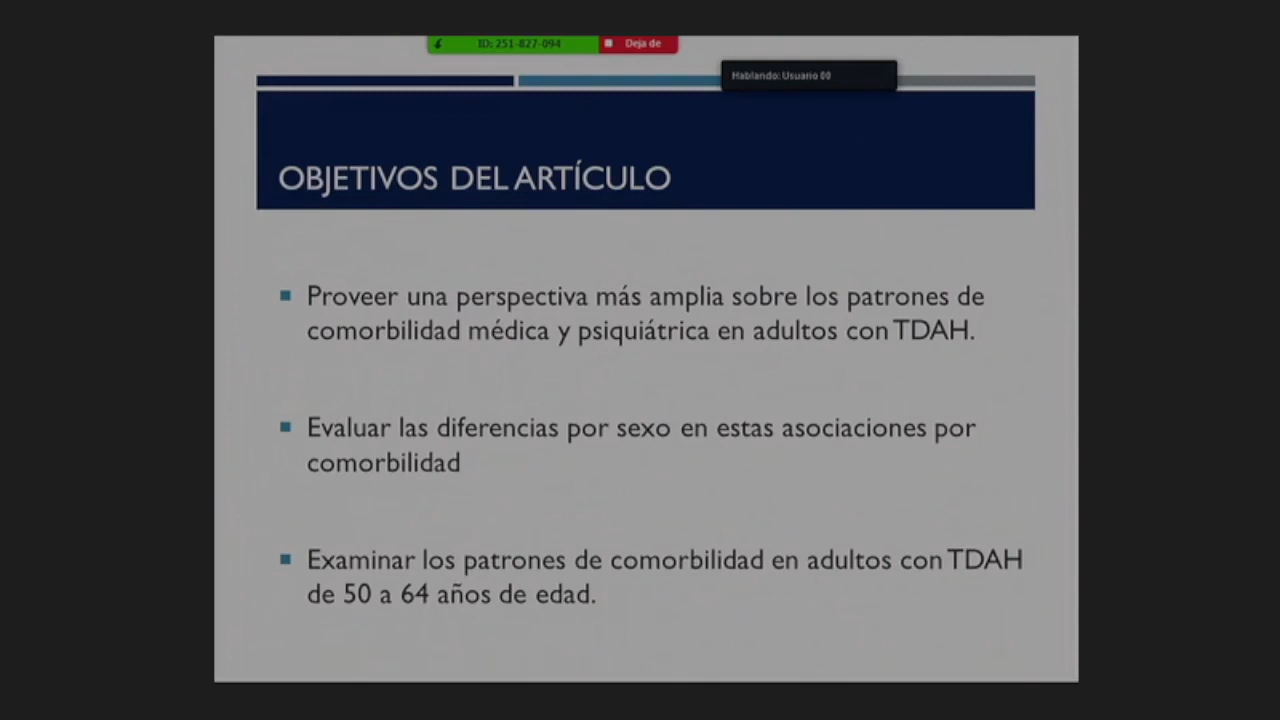 ID: 251-827-094
Deja de
Hablando: Usuario 00
OBJETIVOS DEL ARTÍCULO
Proveer una perspectiva más amplia sobre los patrones de
comorbilidad médica y psiquiátrica en adultos con TDAH.
Evaluar las diferencias por sexo en estas asociaciones por
comorbilidad
Examinar los patrones de comorbilidad en adultos con TDAH
de 50 a 64 años de edad.